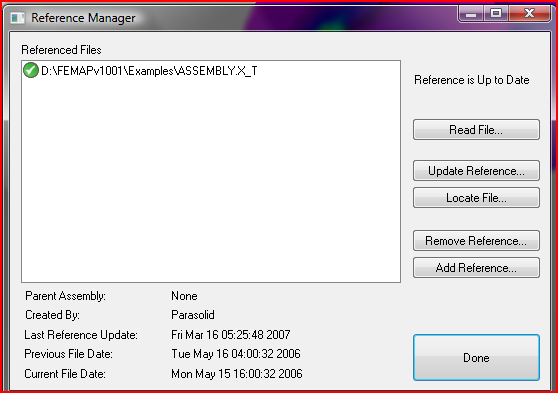 Reference Manager
Referenced Files
D:\FEMAPv1001\Examples\ASSEMBLY.X_T
Reference is Up to Date
Read File...
Update Reference...
Locate File...
Remove Reference...
Add Reference...
Parent Assembly: None
Created By: Parasolid
Last Reference Update: Fri Mar 16 05:25:48 2007
Previous File Date: Tue May 16 04:00:32 2006
Current File Date: Mon May 15 16:00:32 2006
Done